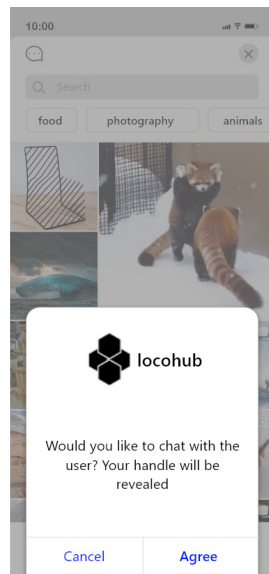 10:00
Search
food
photography
animals
locohub
Would you like to chat with the
user? Your handle will be
revealed
Cancel
Agree